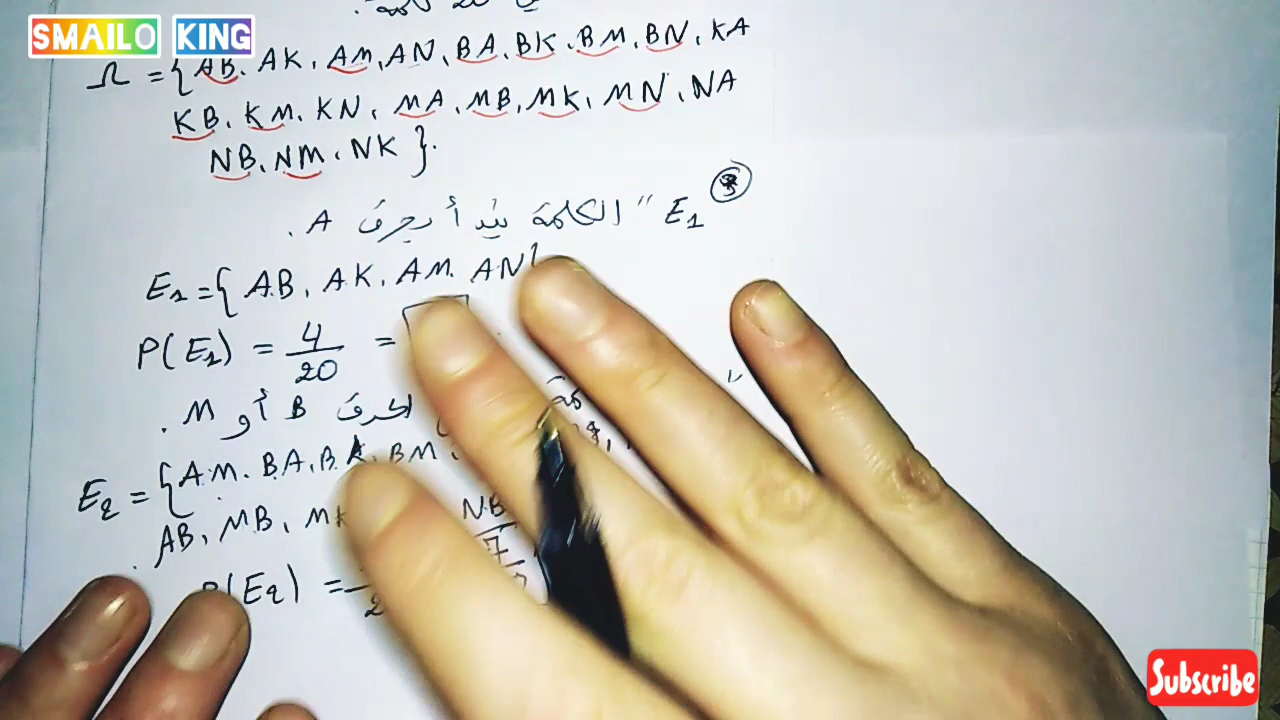 SMAILO KING
Ω = { AB، AK، AM، AN، BA، BK، BM، BN، KA
KB، KM، KN، MA، MB، MK، MN، NA
NB، NM، NK }.
E1 " الكلمة تبدأ بحرف A .
E1 = { AB، AK، AM، AN }
P(E1) = 4/20 =
الحرف B أو M .
E2 = { AM، BA، BK، BM،
AB، MB، MK NB
P(E2) =
Subscribe